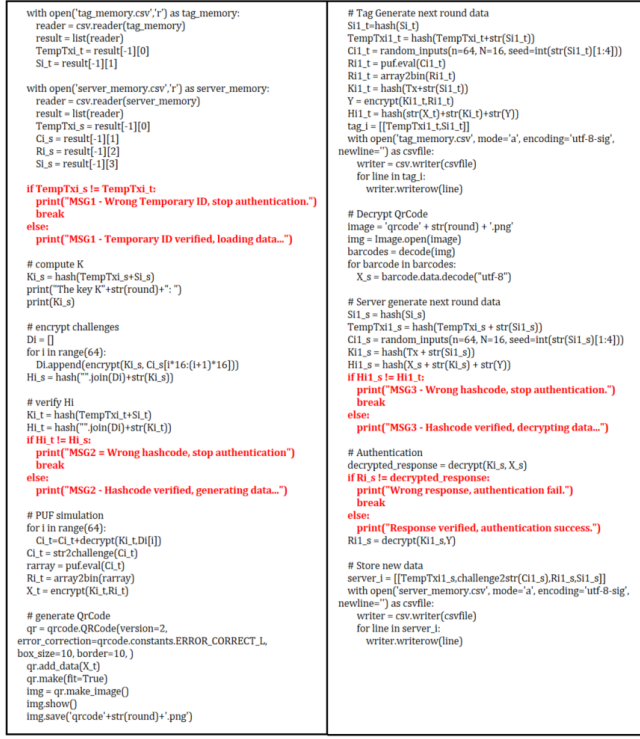 with open('tag_memory.csv','r') as tag_memory:
reader = csv.reader(tag_memory)
result = list(reader)
TempTxi_t = result[-1][0]
Si_t = result[-1][1]
with open('server_memory.csv','r') as server_memory:
reader = csv.reader(server_memory)
result = list(reader)
TempTxi_s = result[-1][0]
Ci_s = result[-1][1]
Ri_s = result[-1][2]
Si_s = result[-1][3]
if TempTxi_s != TempTxi_t:
print("MSG1 - Wrong Temporary ID, stop authentication.")
break
else:
print("MSG1 - Temporary ID verified, loading data...")
# compute K
Ki_s = hash(TempTxi_s+Si_s)
print("The key K"+str(round)+": ")
print(Ki_s)
# encrypt challenges
Di = []
for i in range(64):
Di.append(encrypt(Ki_s, Ci_s[i*16:(i+1)*16]))
Hi_s = hash("".join(Di)+str(Ki_s))
# verify Hi
Ki_t = hash(TempTxi_t+Si_t)
Hi_t = hash("".join(Di)+str(Ki_t))
if Hi_t != Hi_s:
print("MSG2 = Wrong hashcode, stop authentication")
break
else:
print("MSG2 - Hashcode verified, generating data...")
# PUF simulation
for i in range(64):
Ci_t=Ci_t+decrypt(Ki_t,Di[i])
Ci_t = str2challenge(Ci_t)
rarray = puf.eval(Ci_t)
Ri_t = array2bin(rarray)
X_t = encrypt(Ki_t,Ri_t)
# generate QrCode
qr = qrcode.QRCode(version=2,
error_correction=qrcode.constants.ERROR_CORRECT_L,
box_size=10, border=10, )
qr.add_data(X_t)
qr.make(fit=True)
img = qr.make_image()
img.show()
img.save('qrcode'+str(round)+'.png')
# Tag Generate next round data
Si1_t=hash(Si_t)
TempTxi1_t = hash(TempTxi_t+str(Si1_t))
Ci1_t = random_inputs(n=64, N=16, seed=int(str(Si1_t)[1:4]))
Ri1_t = puf.eval(Ci1_t)
Ri1_t = array2bin(Ri1_t)
Ki1_t = hash(Tx+str(Si1_t))
Y = encrypt(Ki1_t,Ri1_t)
Hi1_t = hash(str(X_t)+str(Ki_t)+str(Y))
tag_i = [[TempTxi1_t,Si1_t]]
with open('tag_memory.csv', mode='a', encoding='utf-8-sig',
newline='') as csvfile:
writer = csv.writer(csvfile)
for line in tag_i:
writer.writerow(line)
# Decrypt QrCode
image = 'qrcode' + str(round) + '.png'
img = Image.open(image)
barcodes = decode(img)
for barcode in barcodes:
X_s = barcode.data.decode("utf-8")
# Server generate next round data
Si1_s = hash(Si_s)
TempTxi1_s = hash(TempTxi_s + str(Si1_s))
Ci1_s = random_inputs(n=64, N=16, seed=int(str(Si1_s)[1:4]))
Ki1_s = hash(Tx + str(Si1_s))
Hi1_s = hash(X_s + str(Ki_s) + str(Y))
if Hi1_s != Hi1_t:
print("MSG3 - Wrong hashcode, stop authentication.")
break
else:
print("MSG3 - Hashcode verified, decrypting data...")
# Authentication
decrypted_response = decrypt(Ki_s, X_s)
if Ri_s != decrypted_response:
print("Wrong response, authentication fail.")
break
else:
print("Response verified, authentication success.")
Ri1_s = decrypt(Ki1_s,Y)
# Store new data
server_i = [[TempTxi1_s,challenge2str(Ci1_s),Ri1_s,Si1_s]]
with open('server_memory.csv', mode='a', encoding='utf-8-sig',
newline='') as csvfile:
writer = csv.writer(csvfile)
for line in server_i:
writer.writerow(line)